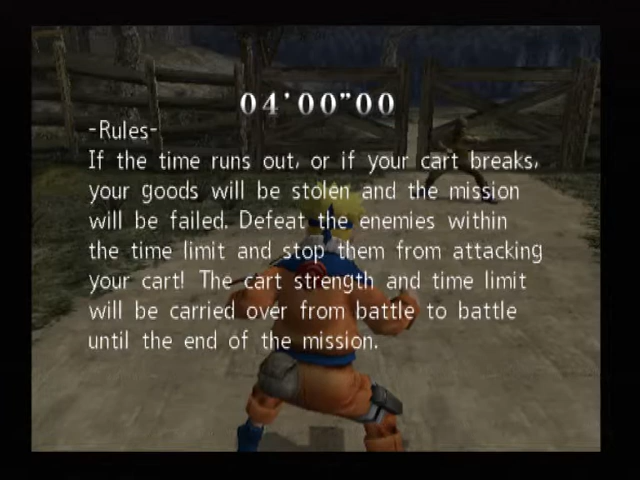 04'00"00
-Rules-
If the time runs out, or if your cart breaks,
your goods will be stolen and the mission
will be failed. Defeat the enemies within
the time limit and stop them from attacking
your cart! The cart strength and time limit
will be carried over from battle to battle
until the end of the mission.